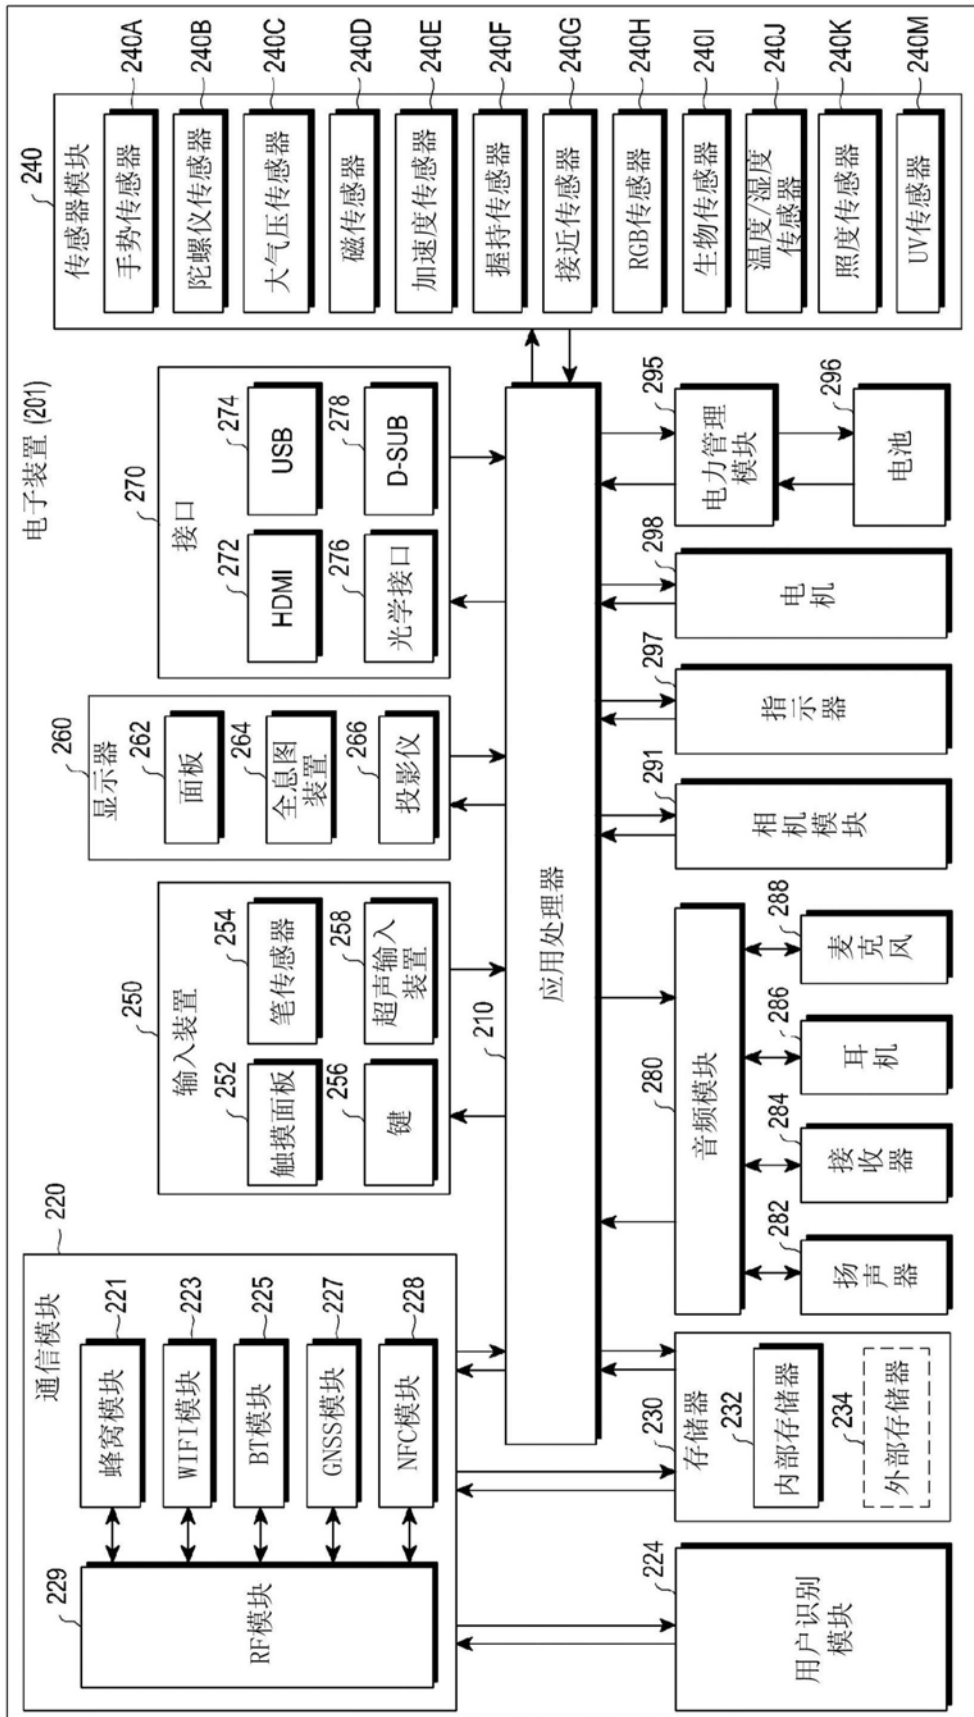 电子装置 (201)
通信模块
220
蜂窝模块
221
WIFI模块
223
BT模块
225
GNSS模块
227
NFC模块
228
RF模块
229
输入装置
250
触摸面板
252
笔传感器
254
键
256
超声输入
装置
258
显示器
260
面板
262
全息图
装置
264
投影仪
266
接口
270
HDMI
272
USB
274
光学接口
276
D-SUB
278
传感器模块
240
手势传感器
240A
陀螺仪传感器
240B
大气压传感器
240C
磁传感器
240D
加速度传感器
240E
握持传感器
240F
接近传感器
240G
RGB传感器
240H
生物传感器
240I
温度/湿度
传感器
240J
照度传感器
240K
UV传感器
240M
应用处理器
210
用户识别
模块
224
存储器
230
内部存储器
232
外部存储器
234
音频模块
280
扬声器
282
接收器
284
耳机
286
麦克风
288
相机模块
291
指示器
297
电机
298
电力管理
模块
295
电池
296